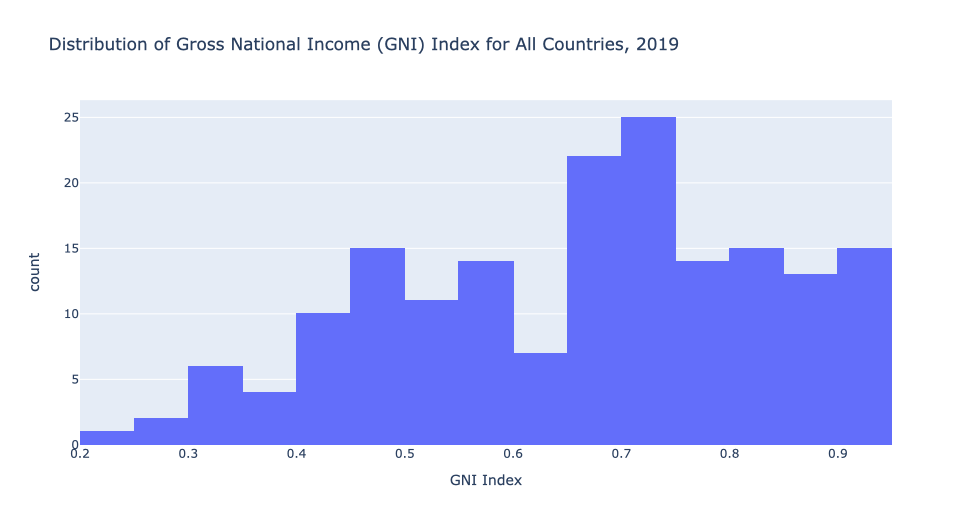 Distribution of Gross National Income (GNI) Index for All Countries, 2019
25
20
15
10
5
0
count
0.2 0.3 0.4 0.5 0.6 0.7 0.8 0.9
GNI Index